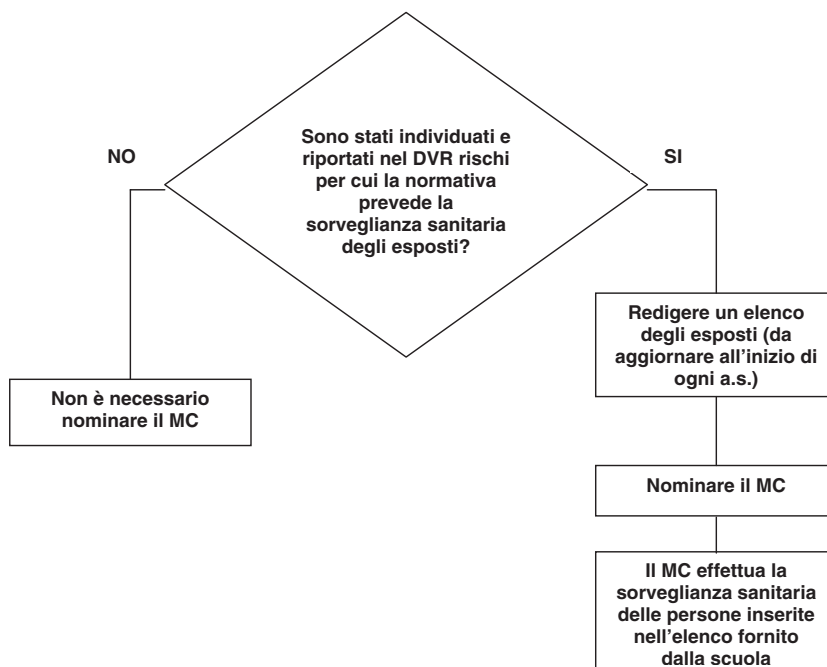 Sono stati individuati e
riportati nel DVR rischi
per cui la normativa
prevede la
sorveglianza sanitaria
degli esposti?
NO
SI
Non è necessario
nominare il MC
Redigere un elenco
degli esposti (da
aggiornare all'inizio di
ogni a.s.)
Nominare il MC
Il MC effettua la
sorveglianza sanitaria
delle persone inserite
nell'elenco fornito
dalla scuola